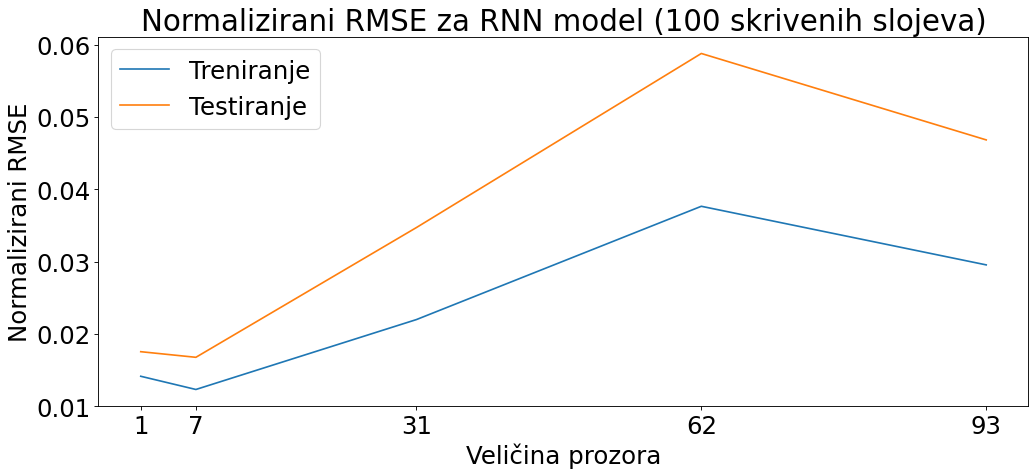 Normalizirani RMSE za RNN model (100 skrivenih slojeva)
Treniranje
Testiranje
Normalizirani RMSE
0.06
0.05
0.04
0.03
0.02
0.01
1 7 31 62 93
Veličina prozora